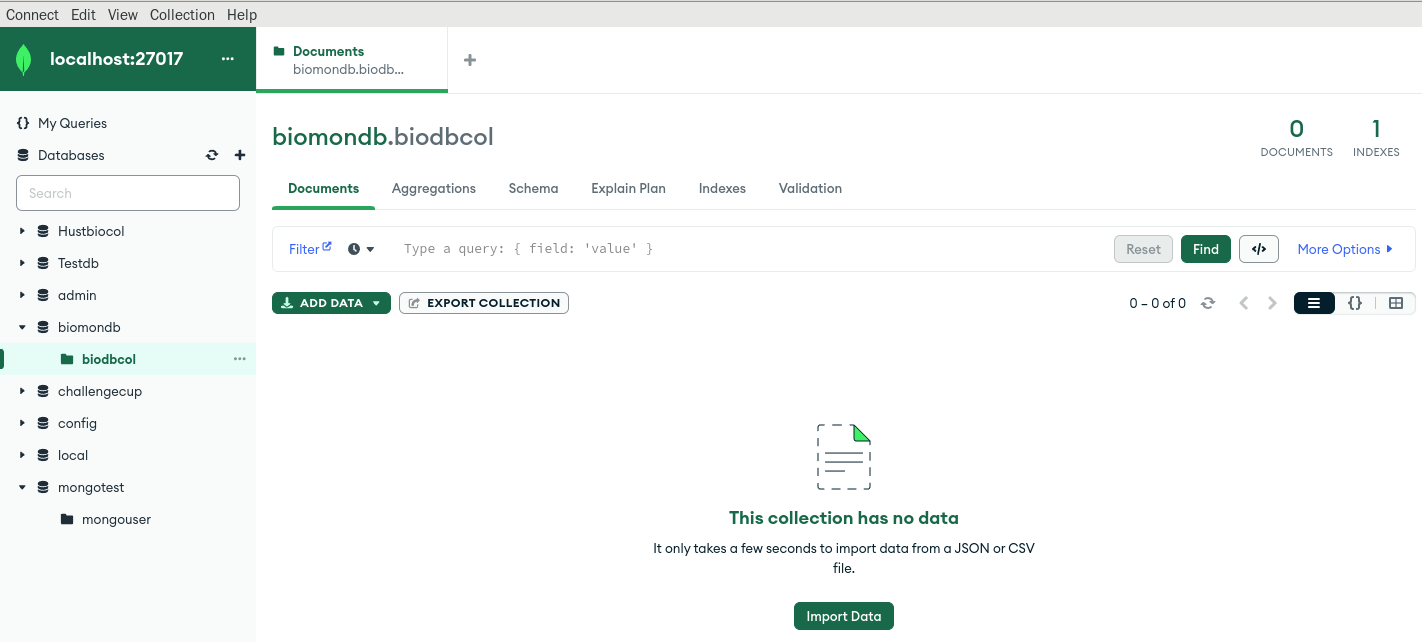 Connect Edit View Collection Help
localhost:27017 ...
My Queries
Databases
Search
Hustbiocol
Testdb
admin
biomondb
biodbcol ...
challengecup
config
local
mongotest
mongouser
Documents
biomondb.biodb...
biomondb.biodbcol
0
DOCUMENTS
1
INDEXES
Documents Aggregations Schema Explain Plan Indexes Validation
Filter Type a query: { field: 'value' } Reset Find </> More Options
ADD DATA EXPORT COLLECTION 0 – 0 of 0 {}
This collection has no data
It only takes a few seconds to import data from a JSON or CSV
file.
Import Data